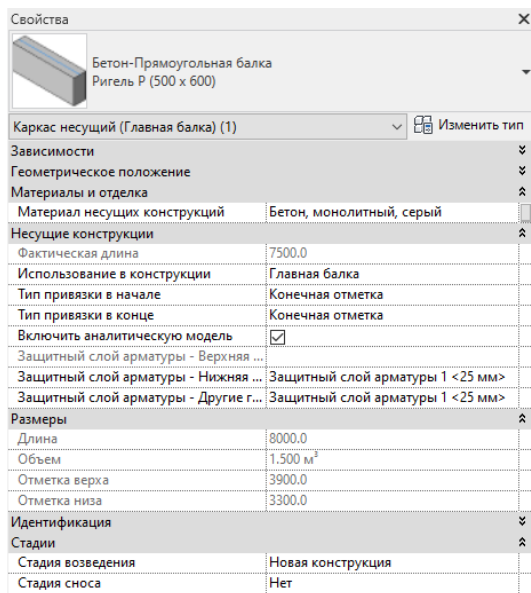 Свойства
Бетон-Прямоугольная балка
Ригель Р (500 x 600)
Каркас несущий (Главная балка) (1) Изменить тип
Зависимости
Геометрическое положение
Материалы и отделка
Материал несущих конструкций Бетон, монолитный, серый
Несущие конструкции
Фактическая длина 7500.0
Использование в конструкции Главная балка
Тип привязки в начале Конечная отметка
Тип привязки в конце Конечная отметка
Включить аналитическую модель
Защитный слой арматуры - Верхняя ...
Защитный слой арматуры - Нижняя ... Защитный слой арматуры 1 <25 мм>
Защитный слой арматуры - Другие г... Защитный слой арматуры 1 <25 мм>
Размеры
Длина 8000.0
Объем 1.500 м³
Отметка верха 3900.0
Отметка низа 3300.0
Идентификация
Стадии
Стадия возведения Новая конструкция
Стадия сноса Нет